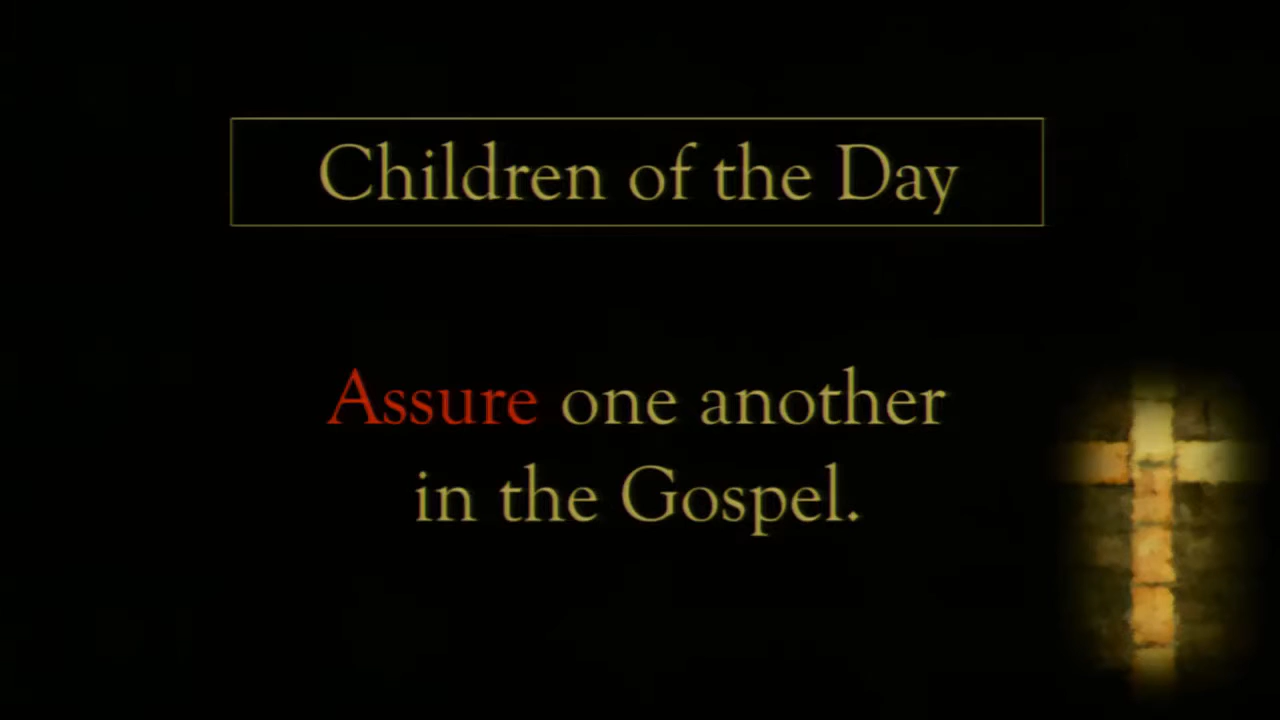 Children of the Day
Assure one another
in the Gospel.